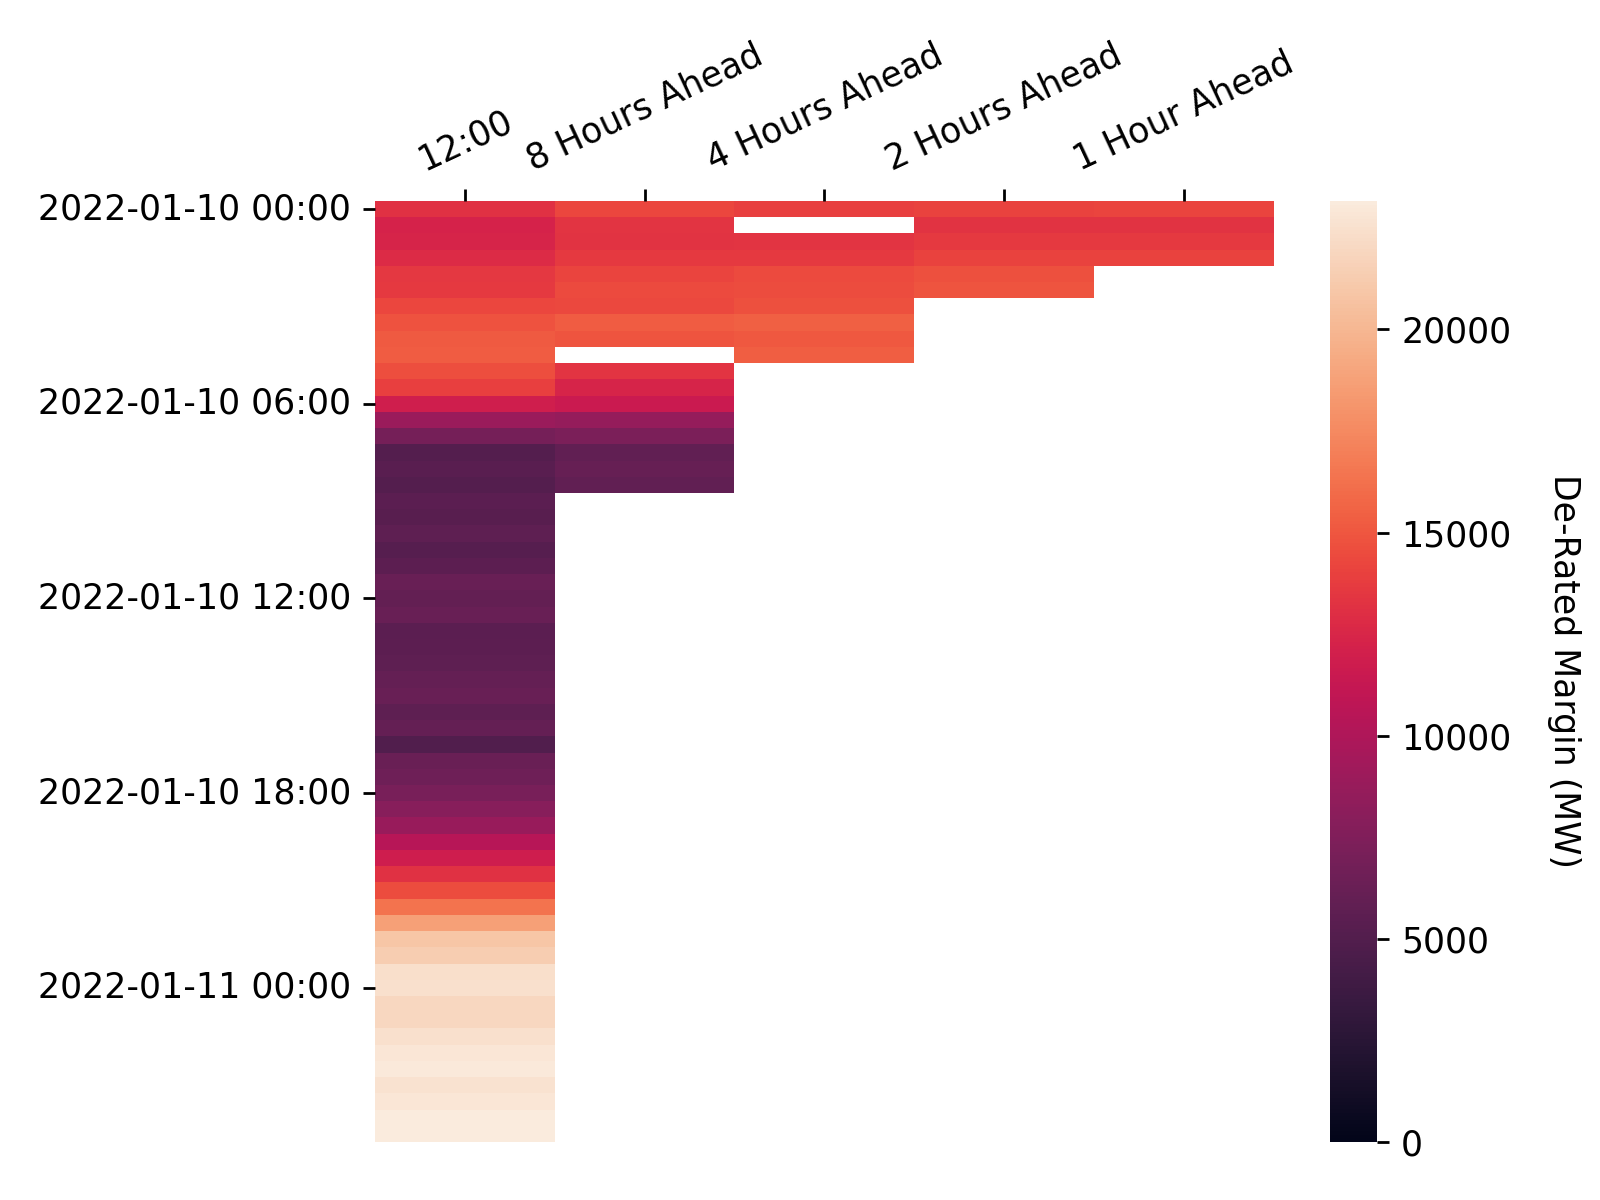 12:00
8 Hours Ahead
4 Hours Ahead
2 Hours Ahead
1 Hour Ahead
2022-01-10 00:00
2022-01-10 06:00
2022-01-10 12:00
2022-01-10 18:00
2022-01-11 00:00
20000
15000
10000
5000
0
De-Rated Margin (MW)